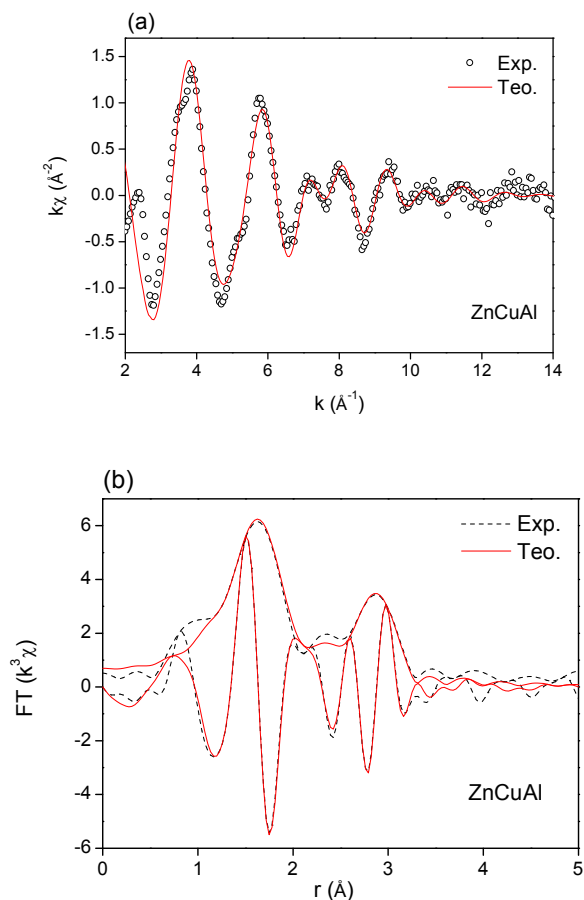 (a)
1.5
1.0
0.5
0.0
-0.5
-1.0
-1.5
kχ (Å⁻²)
Exp.
Teo.
ZnCuAl
2 4 6 8 10 12 14
k (Å⁻¹)
(b)
6
4
2
0
-2
-4
-6
FT (k³χ)
Exp.
Teo.
ZnCuAl
0 1 2 3 4 5
r (Å)